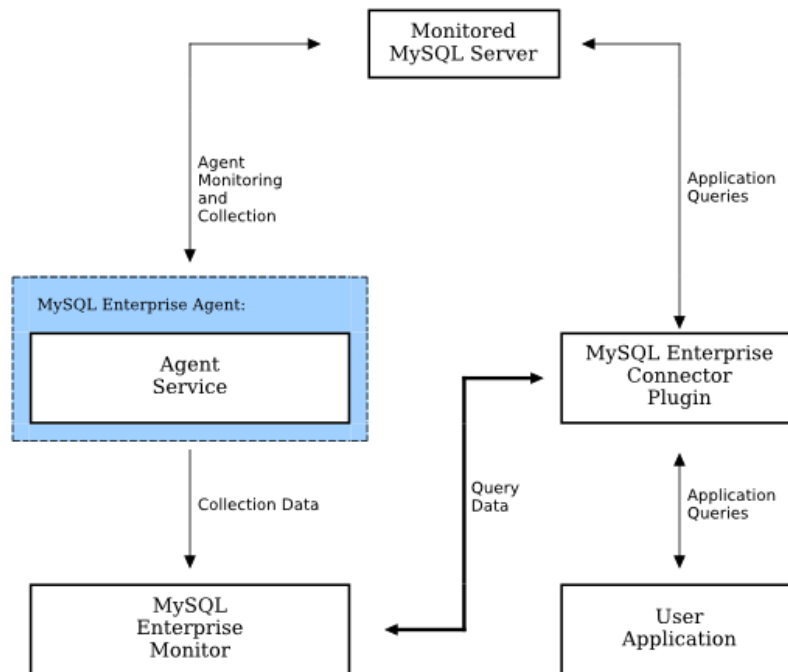 Monitored
MySQL Server
Agent
Monitoring
and
Collection
Application
Queries
MySQL Enterprise Agent:
Agent
Service
MySQL Enterprise
Connector
Plugin
Collection Data
Query
Data
Application
Queries
MySQL
Enterprise
Monitor
User
Application